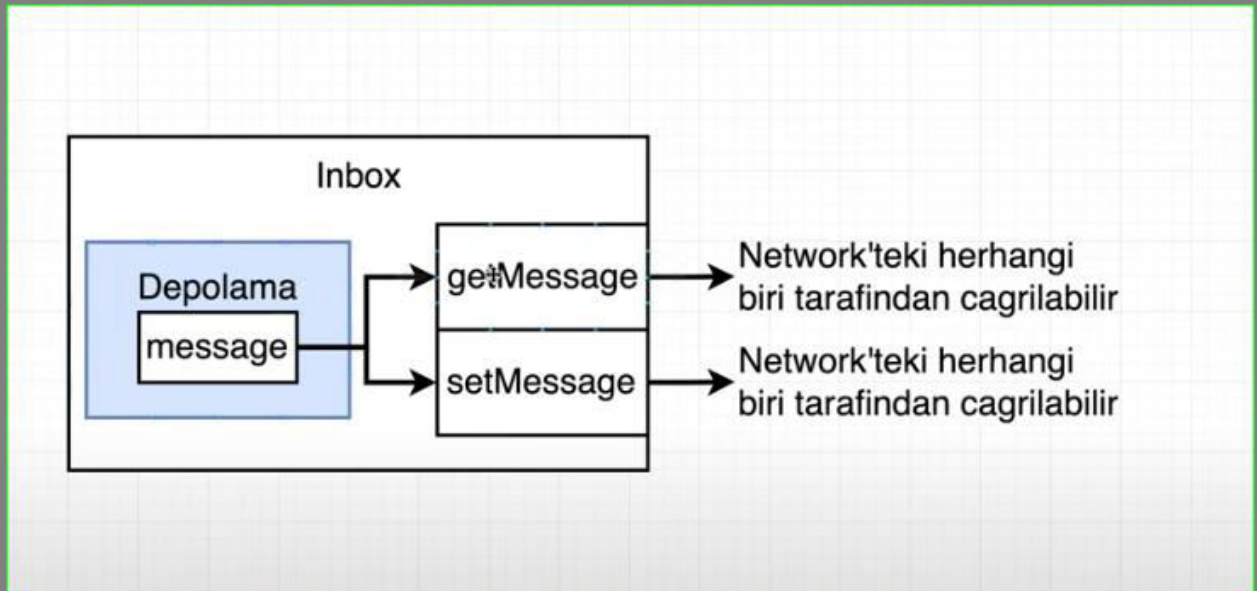 Inbox
Depolama
message
getMessage
setMessage
Network'teki herhangi
biri tarafindan cagrilabilir
Network'teki herhangi
biri tarafindan cagrilabilir